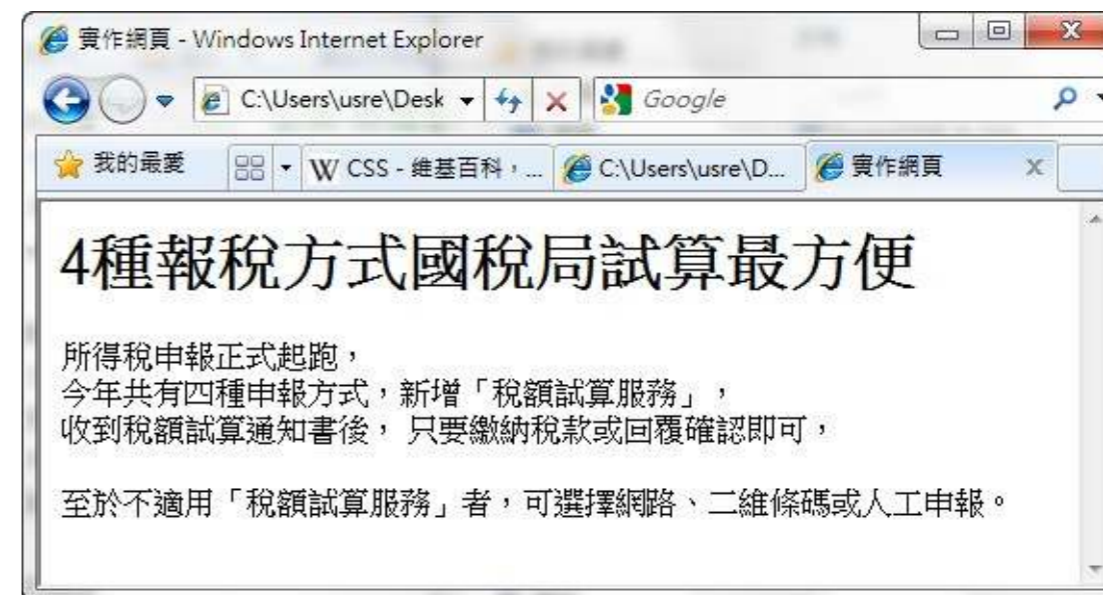 實作網頁 - Windows Internet Explorer
C:\Users\usre\Desk
Google
我的最愛
W CSS - 維基百科，...
C:\Users\usre\D...
實作網頁
4種報稅方式國稅局試算最方便
所得稅申報正式起跑，
今年共有四種申報方式，新增「稅額試算服務」，
收到稅額試算通知書後， 只要繳納稅款或回覆確認即可，
至於不適用「稅額試算服務」者，可選擇網路、二維條碼或人工申報。